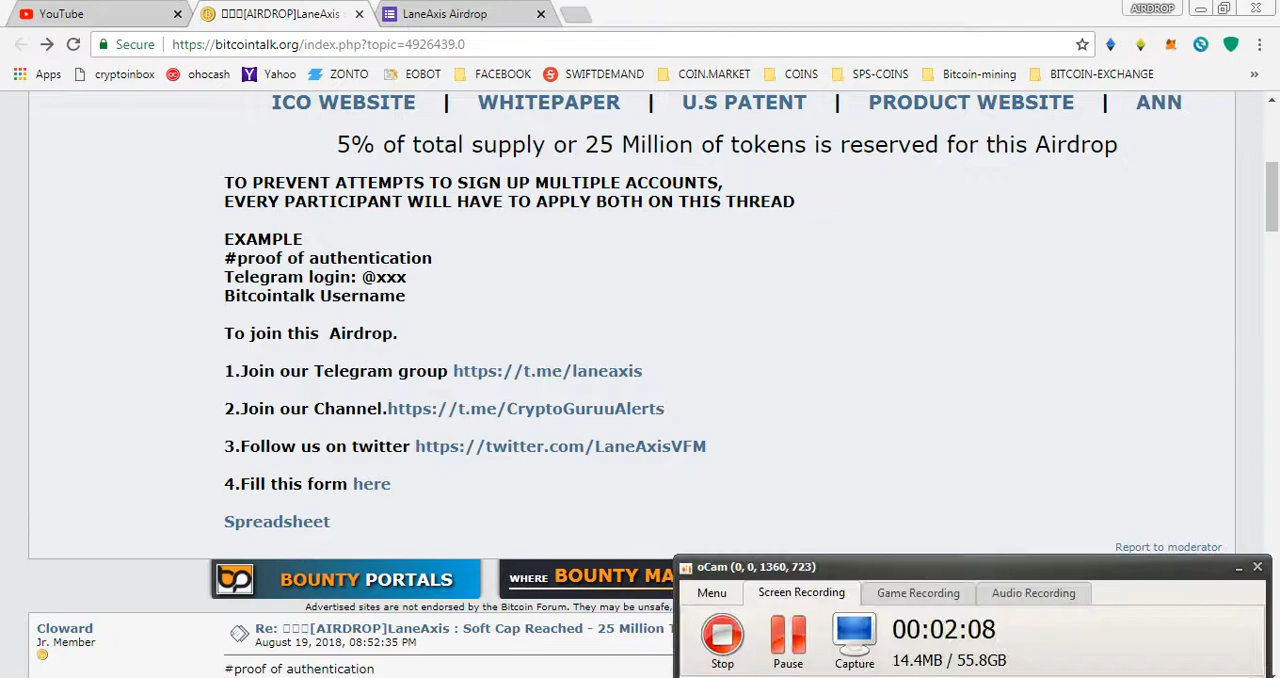 YouTube
[AIRDROP]LaneAxis :
LaneAxis Airdrop
AIRDROP
Secure
https://bitcointalk.org/index.php?topic=4926439.0
Apps
cryptoinbox
ohocash
Yahoo
ZONTO
EOBOT
FACEBOOK
SWIFTDEMAND
COIN.MARKET
COINS
SPS-COINS
Bitcoin-mining
BITCOIN-EXCHANGE
»
ICO WEBSITE | WHITEPAPER | U.S PATENT | PRODUCT WEBSITE | ANN
5% of total supply or 25 Million of tokens is reserved for this Airdrop
TO PREVENT ATTEMPTS TO SIGN UP MULTIPLE ACCOUNTS,
EVERY PARTICIPANT WILL HAVE TO APPLY BOTH ON THIS THREAD
EXAMPLE
#proof of authentication
Telegram login: @xxx
Bitcointalk Username
To join this Airdrop.
1.Join our Telegram group https://t.me/laneaxis
2.Join our Channel.https://t.me/CryptoGuruuAlerts
3.Follow us on twitter https://twitter.com/LaneAxisVFM
4.Fill this form here
Spreadsheet
Report to moderator
BOUNTY PORTALS
WHERE BOUNTY MA
Advertised sites are not endorsed by the Bitcoin Forum. They may be unsafe,
Cloward
Jr. Member
Re: [AIRDROP]LaneAxis : Soft Cap Reached - 25 Million T
August 19, 2018, 08:52:35 PM
#proof of authentication
oCam (0, 0, 1360, 723)
Menu
Screen Recording
Game Recording
Audio Recording
Stop
Pause
Capture
00:02:08
14.4MB / 55.8GB